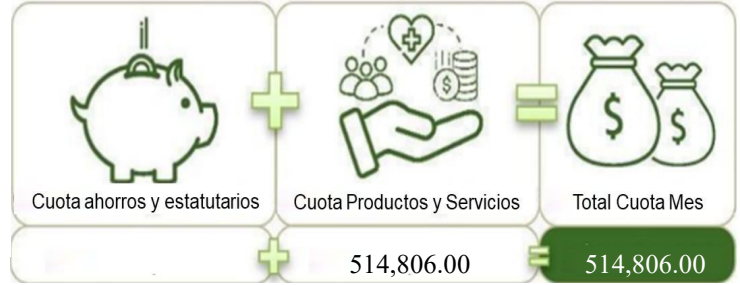 Cuota ahorros y estatutarios
Cuota Productos y Servicios
Total Cuota Mes
514,806.00
514,806.00